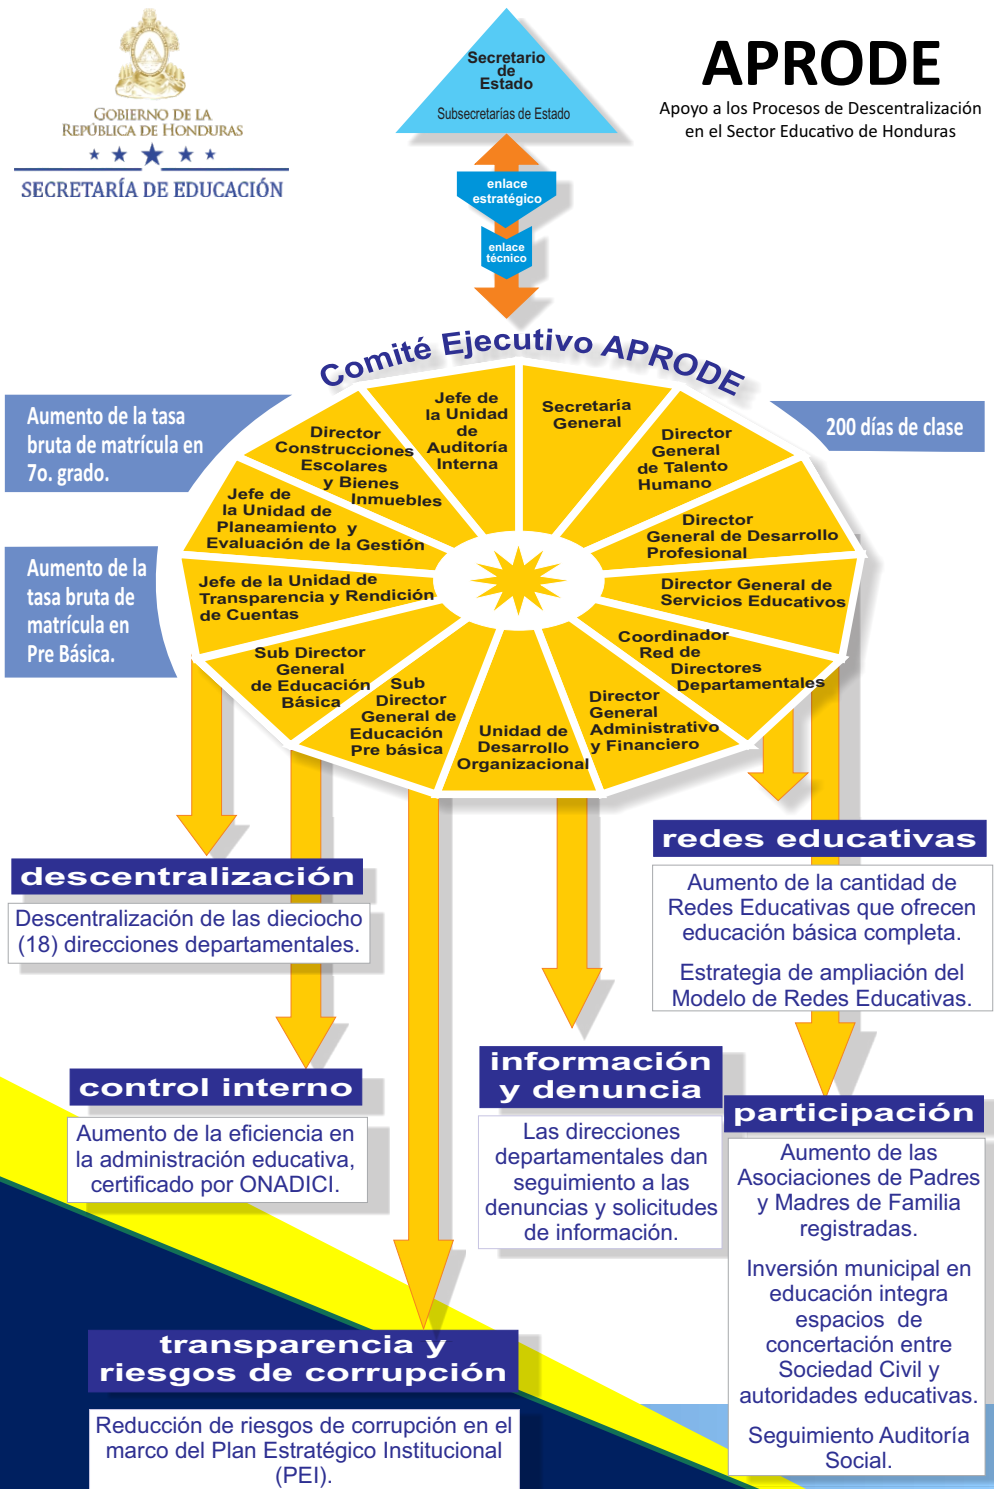 GOBIERNO DE LA
REPÚBLICA DE HONDURAS
SECRETARÍA DE EDUCACIÓN
Secretario
de
Estado
Subsecretarías de Estado
APRODE
Apoyo a los Procesos de Descentralización
en el Sector Educativo de Honduras
enlace
estratégico
enlace
técnico
Comité Ejecutivo APRODE
Aumento de la tasa
bruta de matrícula en
7o. grado.
200 días de clase
Aumento de la
tasa bruta de
matrícula en
Pre Básica.
Jefe de
la Unidad
de
Auditoría
Interna
Secretaría
General
Director
General
de Talento
Humano
Director
General de Desarrollo
Profesional
Director General de
Servicios Educativos
Coordinador
Red de
Directores
Departamentales
Director
General
Administrativo
y Financiero
Unidad de
Desarrollo
Organizacional
Sub
Director
General de
Educación
Pre básica
Sub Director
General
de Educación
Básica
Jefe de la Unidad de
Transparencia y Rendición
de Cuentas
Jefe de
la Unidad de
Planeamiento y
Evaluación de la Gestión
Director
Construcciones
Escolares
y Bienes
Inmuebles
descentralización
Descentralización de las dieciocho
(18) direcciones departamentales.
redes educativas
Aumento de la cantidad de
Redes Educativas que ofrecen
educación básica completa.
Estrategia de ampliación del
Modelo de Redes Educativas.
control interno
Aumento de la eficiencia en
la administración educativa,
certificado por ONADICI.
información
y denuncia
Las direcciones
departamentales dan
seguimiento a las
denuncias y solicitudes
de información.
participación
Aumento de las
Asociaciones de Padres
y Madres de Familia
registradas.
Inversión municipal en
educación integra
espacios de
concertación entre
Sociedad Civil y
autoridades educativas.
Seguimiento Auditoría
Social.
transparencia y
riesgos de corrupción
Reducción de riesgos de corrupción en el
marco del Plan Estratégico Institucional
(PEI).